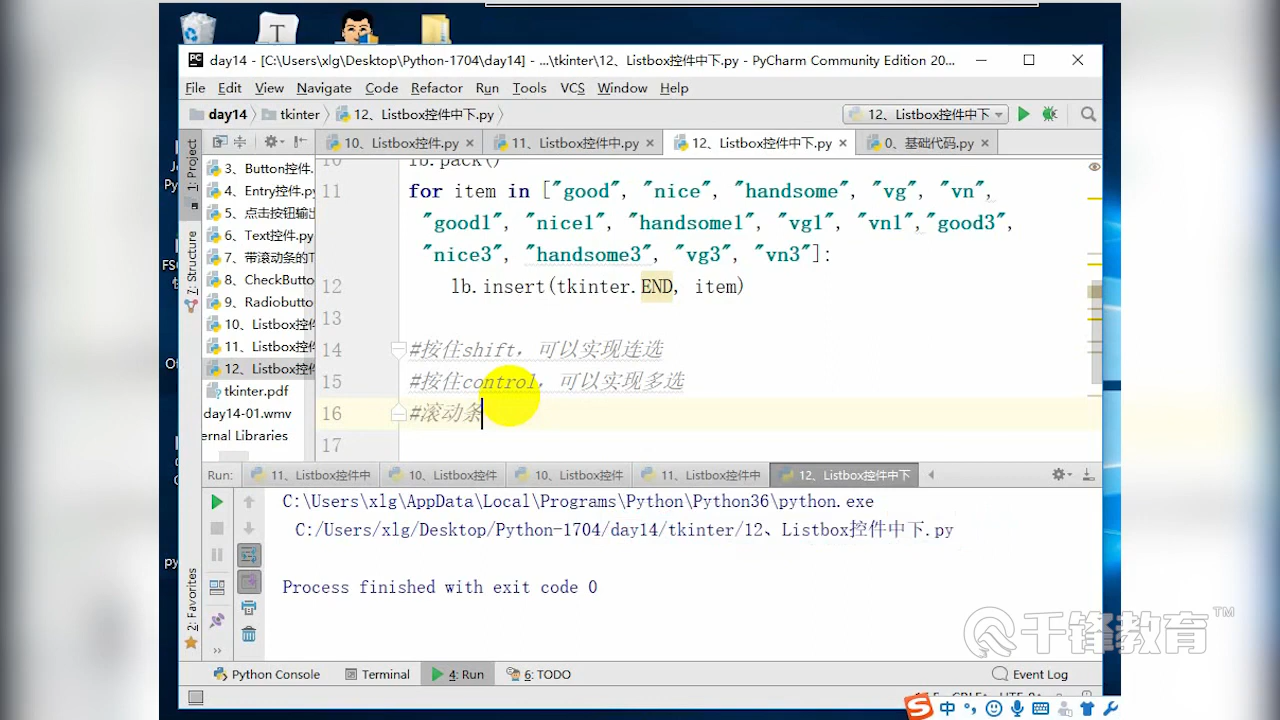 T
day14 - [C:\Users\xlg\Desktop\Python-1704\day14] - ...\tkinter\12、Listbox控件中下.py - PyCharm Community Edition 20...
File Edit View Navigate Code Refactor Run Tools VCS Window Help
day14 tkinter 12、Listbox控件中下.py 12、Listbox控件中下
10、Listbox控件.py 11、Listbox控件中.py 12、Listbox控件中下.py 0、基础代码.py
1: Project
7: Structure
2: Favorites
3、Button控件.
4、Entry控件.py
5、点击按钮输出
6、Text控件.py
7、带滚动条的T
8、CheckButto
9、Radiobutto
10、Listbox控件
11、Listbox控件
12、Listbox控件
tkinter.pdf
day14-01.wmv
ernal Libraries
10 lb.pack()
11 for item in ["good", "nice", "handsome", "vg", "vn",
"good1", "nice1", "handsome1", "vg1", "vn1","good3",
"nice3", "handsome3", "vg3", "vn3"]:
12 lb.insert(tkinter.END, item)
13
14 #按住shift，可以实现连选
15 #按住control，可以实现多选
16 #滚动条
17
Run: 11、Listbox控件中 10、Listbox控件 10、Listbox控件 11、Listbox控件中 12、Listbox控件中下
C:\Users\xlg\AppData\Local\Programs\Python\Python36\python.exe
C:/Users/xlg/Desktop/Python-1704/day14/tkinter/12、Listbox控件中下.py
Process finished with exit code 0
千锋教育 TM
Python Console Terminal 4: Run 6: TODO Event Log
中